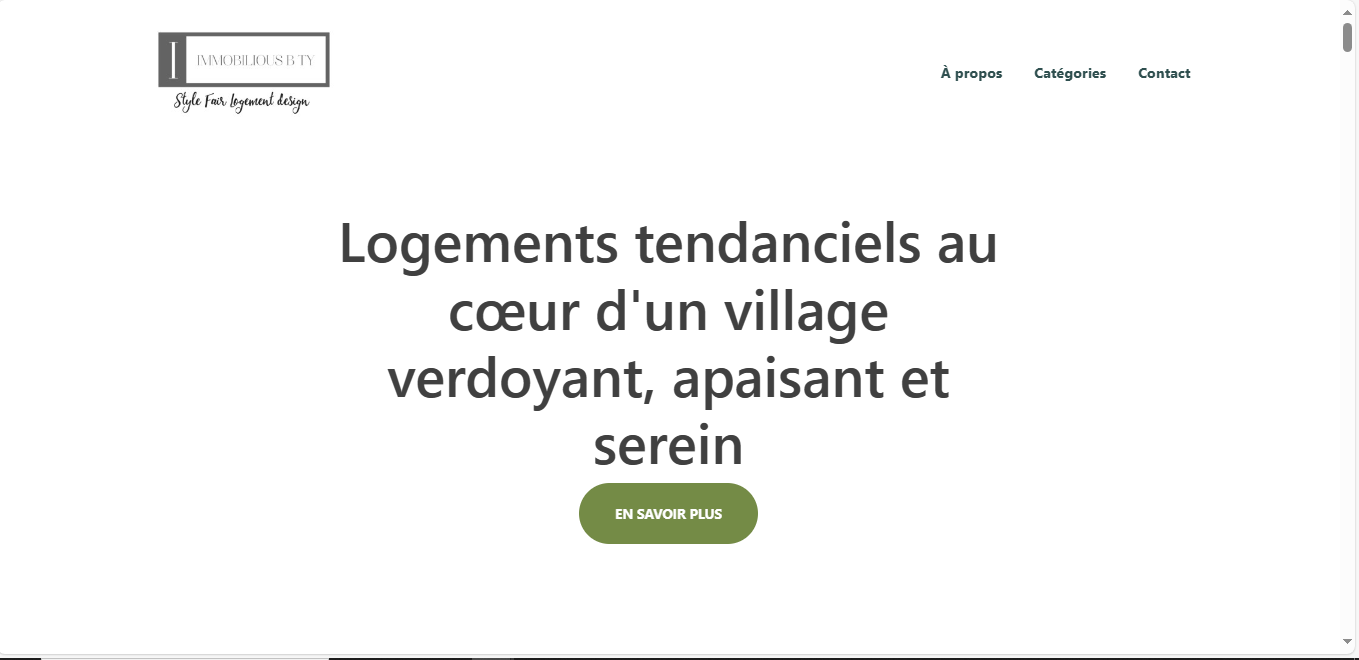 I IMMOBILIOUS B TY
Style Fair Logement design
À propos Catégories Contact
Logements tendanciels au
cœur d'un village
verdoyant, apaisant et
serein
EN SAVOIR PLUS